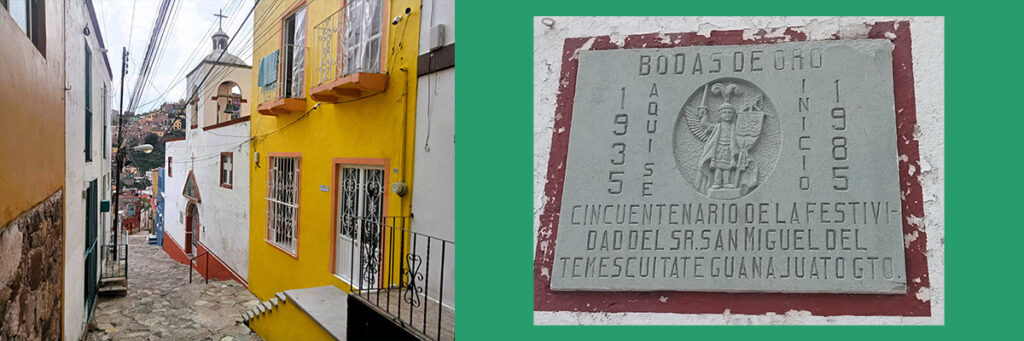 BODAS DE ORO
1935
AQUI SE
INICIO
1985
CINCUENTENARIO DE LA FESTIVI-
DAD DEL SR. SAN MIGUEL DEL
TEMESCUITATE GUANAJUATO GTO.